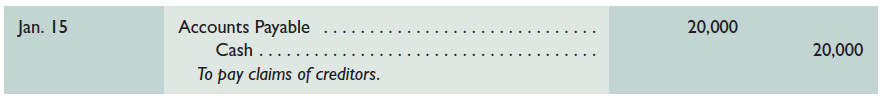 Jan. 15 Accounts Payable . . . . . . . . . . . . . . . . . . . . . . . . . . . . . . 20,000
Cash . . . . . . . . . . . . . . . . . . . . . . . . . . . . . . . . . . . . . 20,000
To pay claims of creditors.